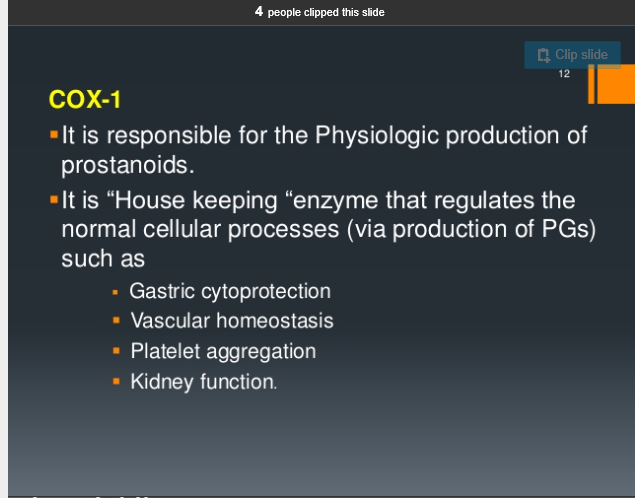 4 people clipped this slide
Clip slide
12
COX-1
▪It is responsible for the Physiologic production of
prostanoids.
▪It is “House keeping “enzyme that regulates the
normal cellular processes (via production of PGs)
such as
▪ Gastric cytoprotection
▪ Vascular homeostasis
▪ Platelet aggregation
▪ Kidney function.